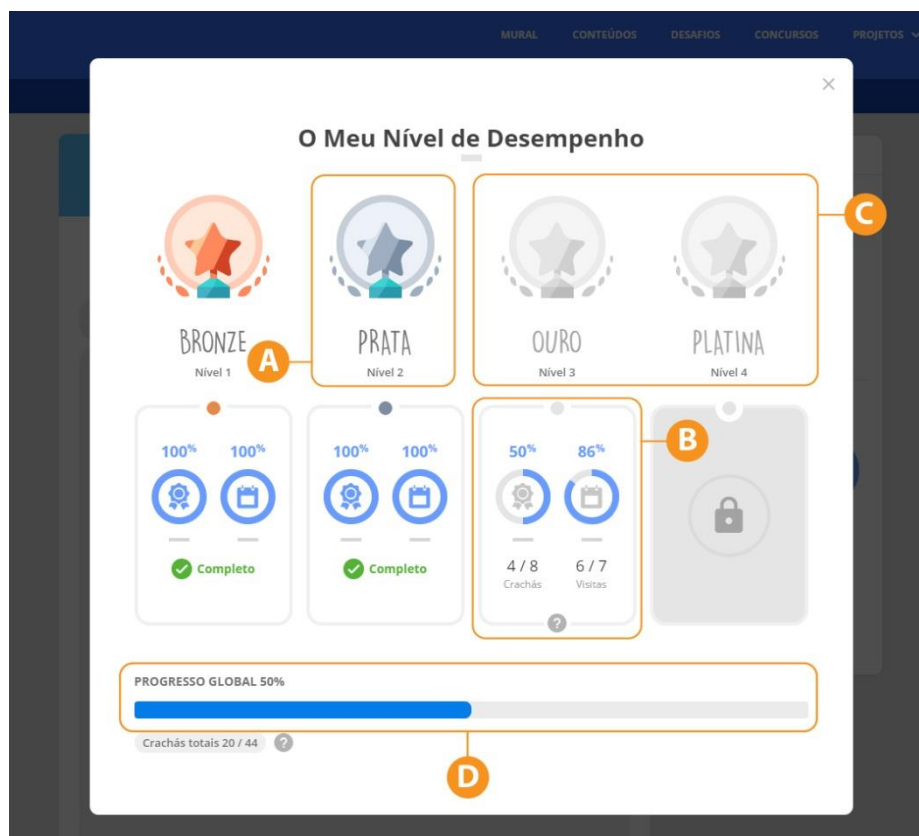 MURAL CONTEÚDOS DESAFIOS CONCURSOS PROJETOS
O Meu Nível de Desempenho
C
BRONZE PRATA OURO PLATINA
A
Nível 1 Nível 2 Nível 3 Nível 4
B
100% 100% 100% 100% 50% 86%
Completo Completo 4 / 8 6 / 7
Crachás Visitas
?
PROGRESSO GLOBAL 50%
Crachás totais 20 / 44 ?
D